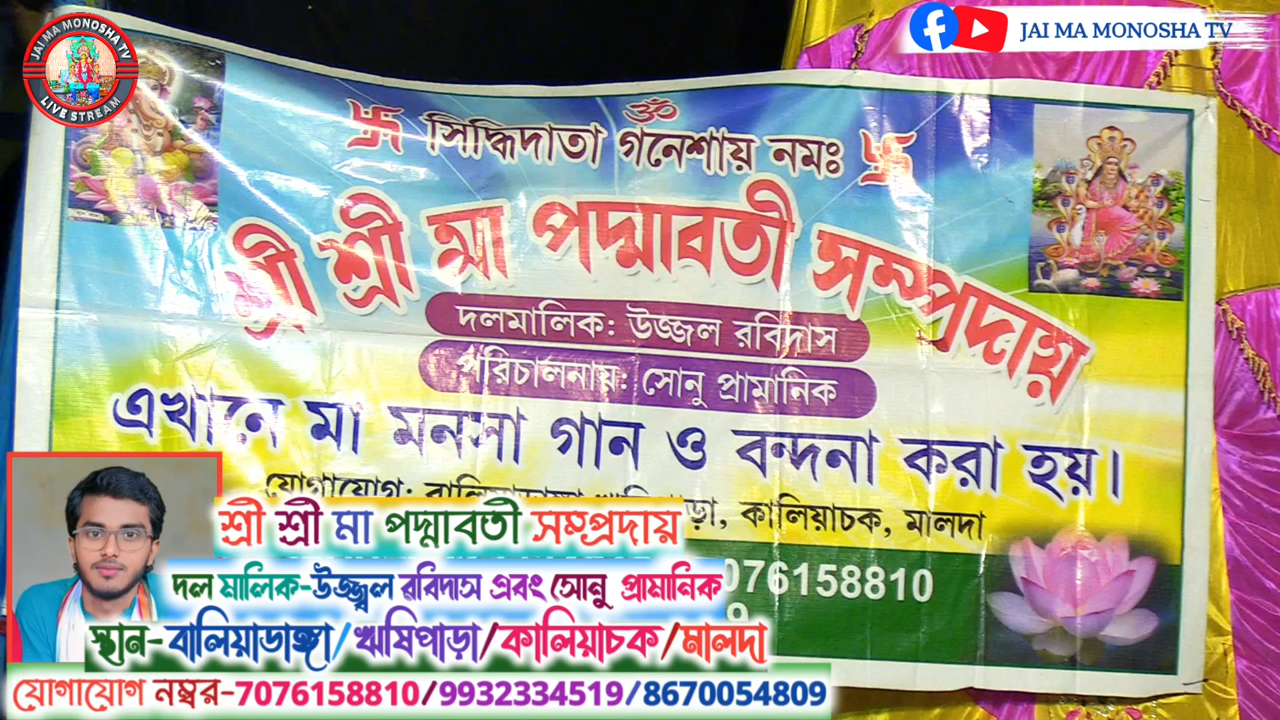 JAI MA MONOSHA TV
LIVE STREAM
JAI MA MONOSHA TV
ॐ
সিদ্ধিদাতা গনেশায় নমঃ
শ্রী শ্রী মা পদ্মাবতী সম্প্রদায়
দলমালিক: উজ্জল রবিদাস
পরিচালনায়: সোনু প্রামানিক
এখানে মা মনসা গান ও বন্দনা করা হয়।
যোগাযোগ: বালিয়াডাঙ্গা, কালিয়াচক, মালদা
076158810
9
শ্রী শ্রী মা পদ্মাবতী সম্প্রদায়
দল মালিক-উজ্জ্বল রবিদাস এবং সোনু প্রামানিক
স্থান-বালিয়াডাঙ্গা/ঋষিপাড়া/কালিয়াচক/মালদা
যোগাযোগ নম্বর-7076158810/9932334519/8670054809